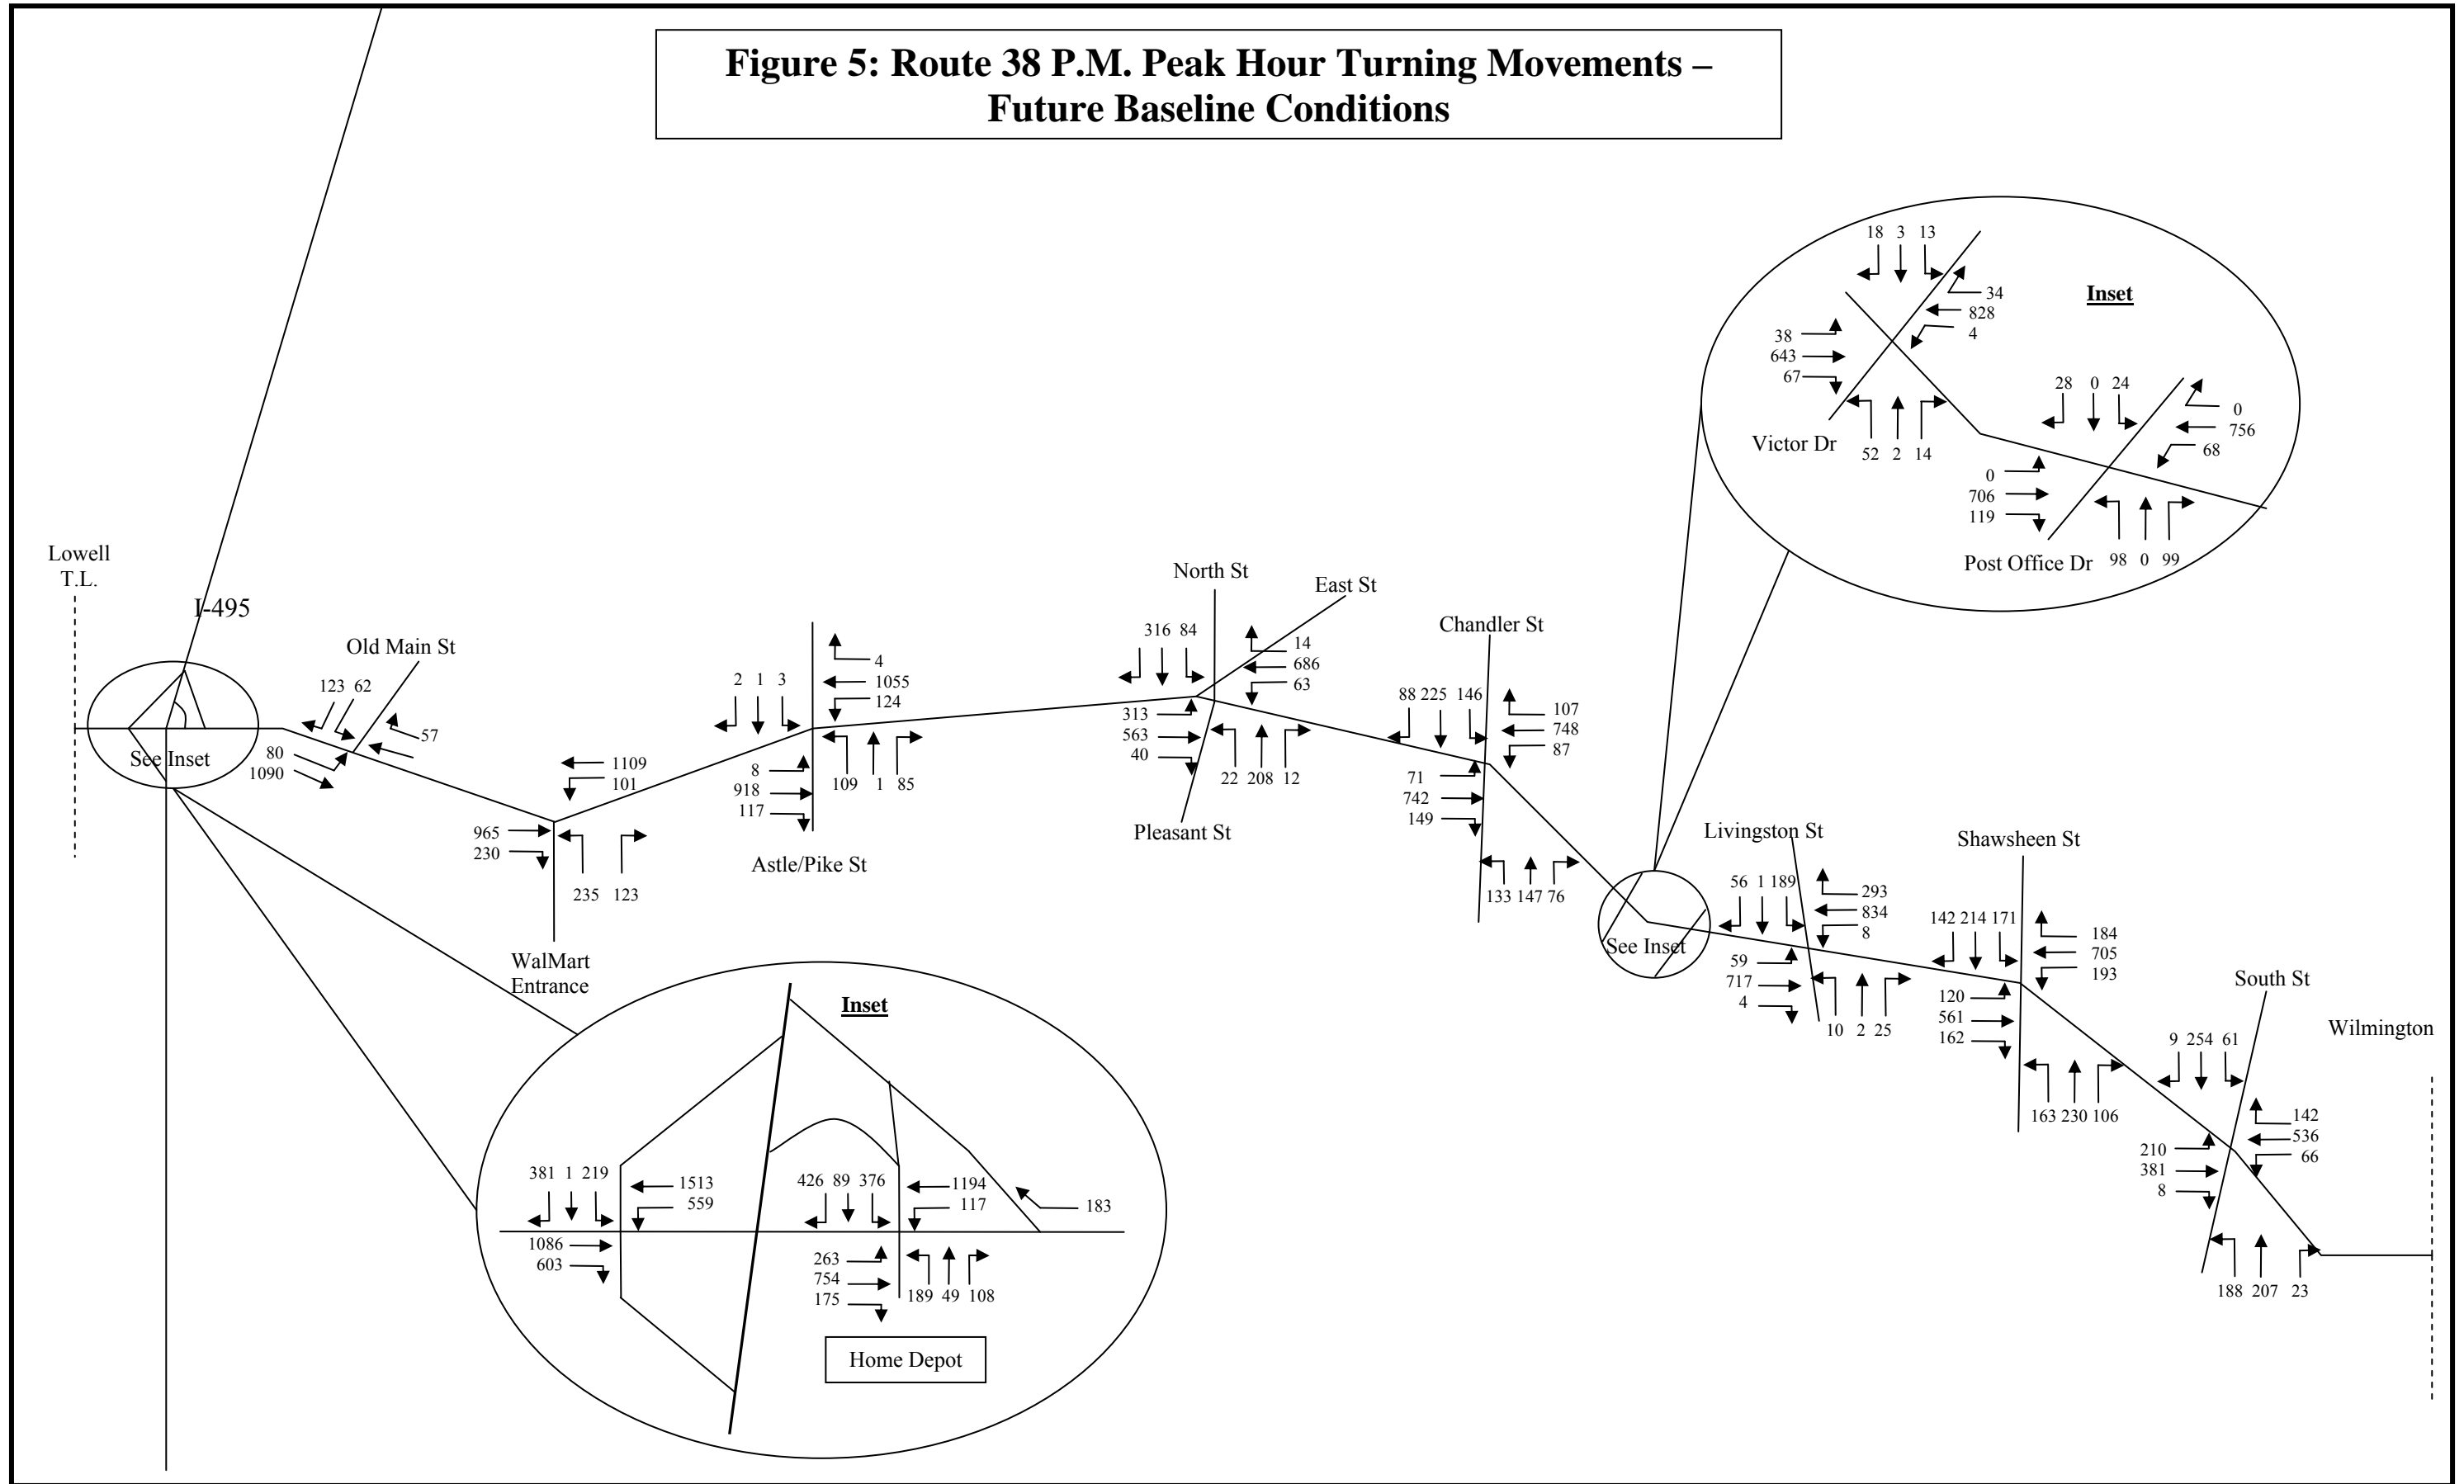 Figure 5: Route 38 P.M. Peak Hour Turning Movements –
Future Baseline Conditions
Lowell
T.L.
I-495
See Inset
Old Main St
123 62
57
80
1090
1109
101
965
230
235 123
WalMart
Entrance
2 1 3
4
1055
124
8
918
117
109 1 85
Astle/Pike St
North St
East St
316 84
14
686
63
313
563
40
22 208 12
Pleasant St
Chandler St
88 225 146
107
748
87
71
742
149
133 147 76
See Inset
Inset
18 3 13
34
828
4
38
643
67
Victor Dr
52 2 14
28 0 24
0
756
68
0
706
119
Post Office Dr
98 0 99
Livingston St
56 1 189
293
834
8
59
717
4
10 2 25
Shawsheen St
142 214 171
184
705
193
120
561
162
163 230 106
South St
9 254 61
142
536
66
210
381
8
188 207 23
Wilmington
Inset
381 1 219
1513
559
1086
603
426 89 376
1194
117
183
263
754
175
189 49 108
Home Depot